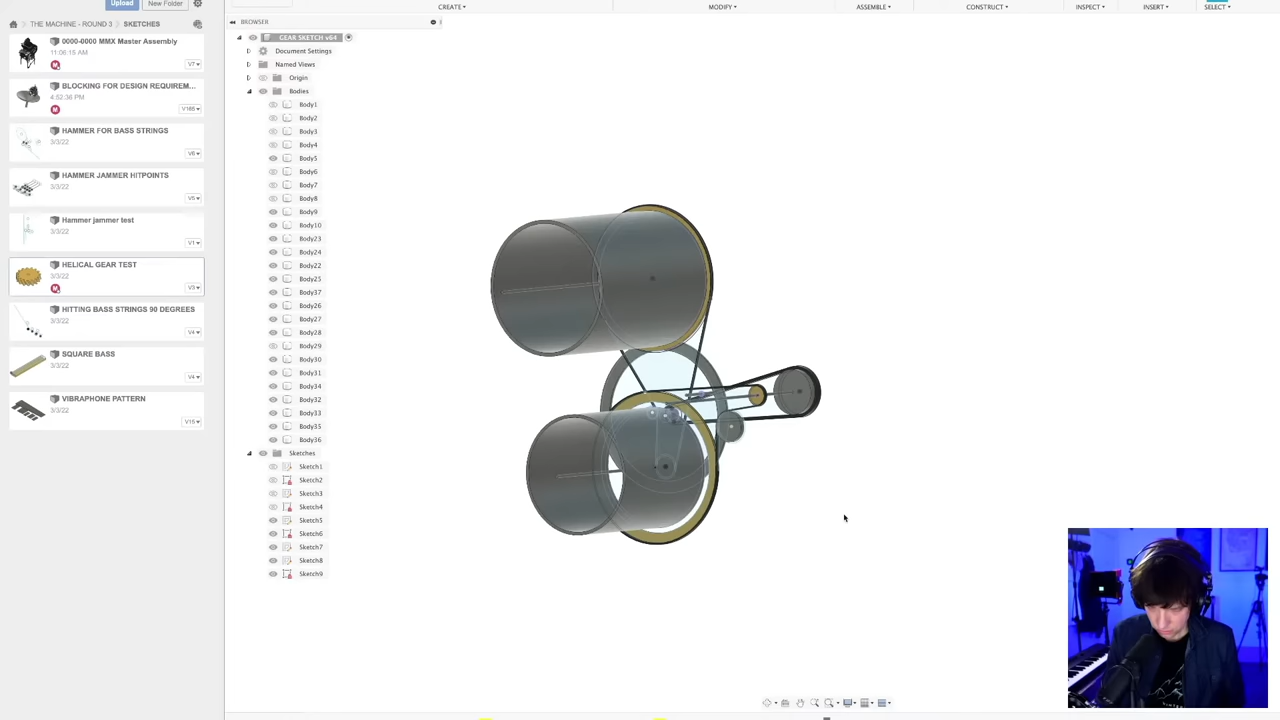 Upload
New Folder
THE MACHINE - ROUND 3 > SKETCHES
0000-0000 MMX Master Assembly
11:06:15 AM
V7
BLOCKING FOR DESIGN REQUIREM...
4:52:36 PM
V186
HAMMER FOR BASS STRINGS
3/3/22
V6
HAMMER JAMMER HITPOINTS
3/3/22
V5
Hammer jammer test
3/3/22
V1
HELICAL GEAR TEST
3/3/22
V3
HITTING BASS STRINGS 90 DEGREES
3/3/22
V4
SQUARE BASS
3/3/22
V4
VIBRAPHONE PATTERN
3/3/22
V15
CREATE
MODIFY
ASSEMBLE
CONSTRUCT
INSPECT
INSERT
SELECT
BROWSER
GEAR SKETCH v64
Document Settings
Named Views
Origin
Bodies
Body1
Body2
Body3
Body4
Body5
Body6
Body7
Body8
Body9
Body10
Body23
Body24
Body22
Body25
Body37
Body26
Body27
Body28
Body29
Body30
Body31
Body34
Body32
Body33
Body35
Body36
Sketches
Sketch1
Sketch2
Sketch3
Sketch4
Sketch5
Sketch6
Sketch7
Sketch8
Sketch9